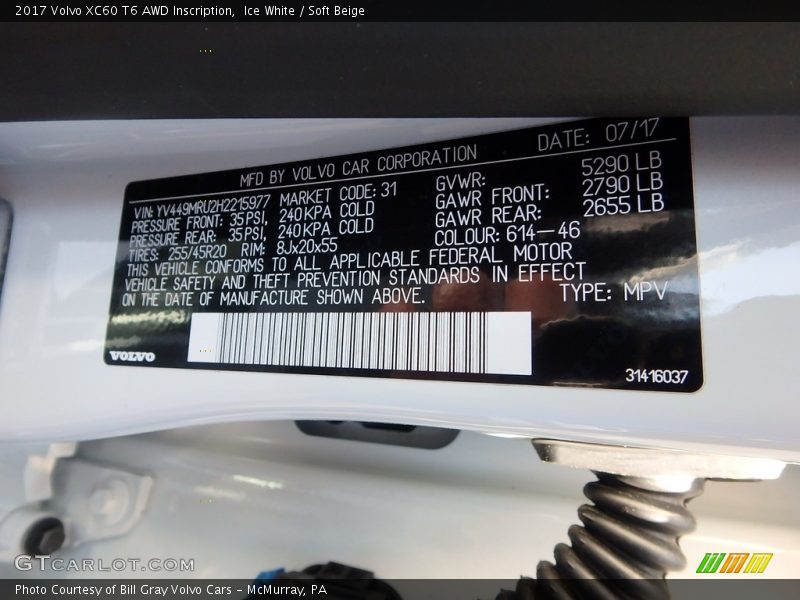 2017 Volvo XC60 T6 AWD Inscription, Ice White / Soft Beige
MFD BY VOLVO CAR CORPORATION DATE: 07/17
VIN: YV449MRU2H2215977 MARKET CODE: 31 GVWR: 5290 LB
PRESSURE FRONT: 35PSI, 240KPA COLD GAWR FRONT: 2790 LB
PRESSURE REAR: 35PSI, 240KPA COLD GAWR REAR: 2655 LB
TIRES: 255/45R20 RIM: 8Jx20x55 COLOUR: 614-46
THIS VEHICLE CONFORMS TO ALL APPLICABLE FEDERAL MOTOR
VEHICLE SAFETY AND THEFT PREVENTION STANDARDS IN EFFECT
ON THE DATE OF MANUFACTURE SHOWN ABOVE. TYPE: MPV
VOLVO 31416037
GTCARLOT.COM
Photo Courtesy of Bill Gray Volvo Cars - McMurray, PA